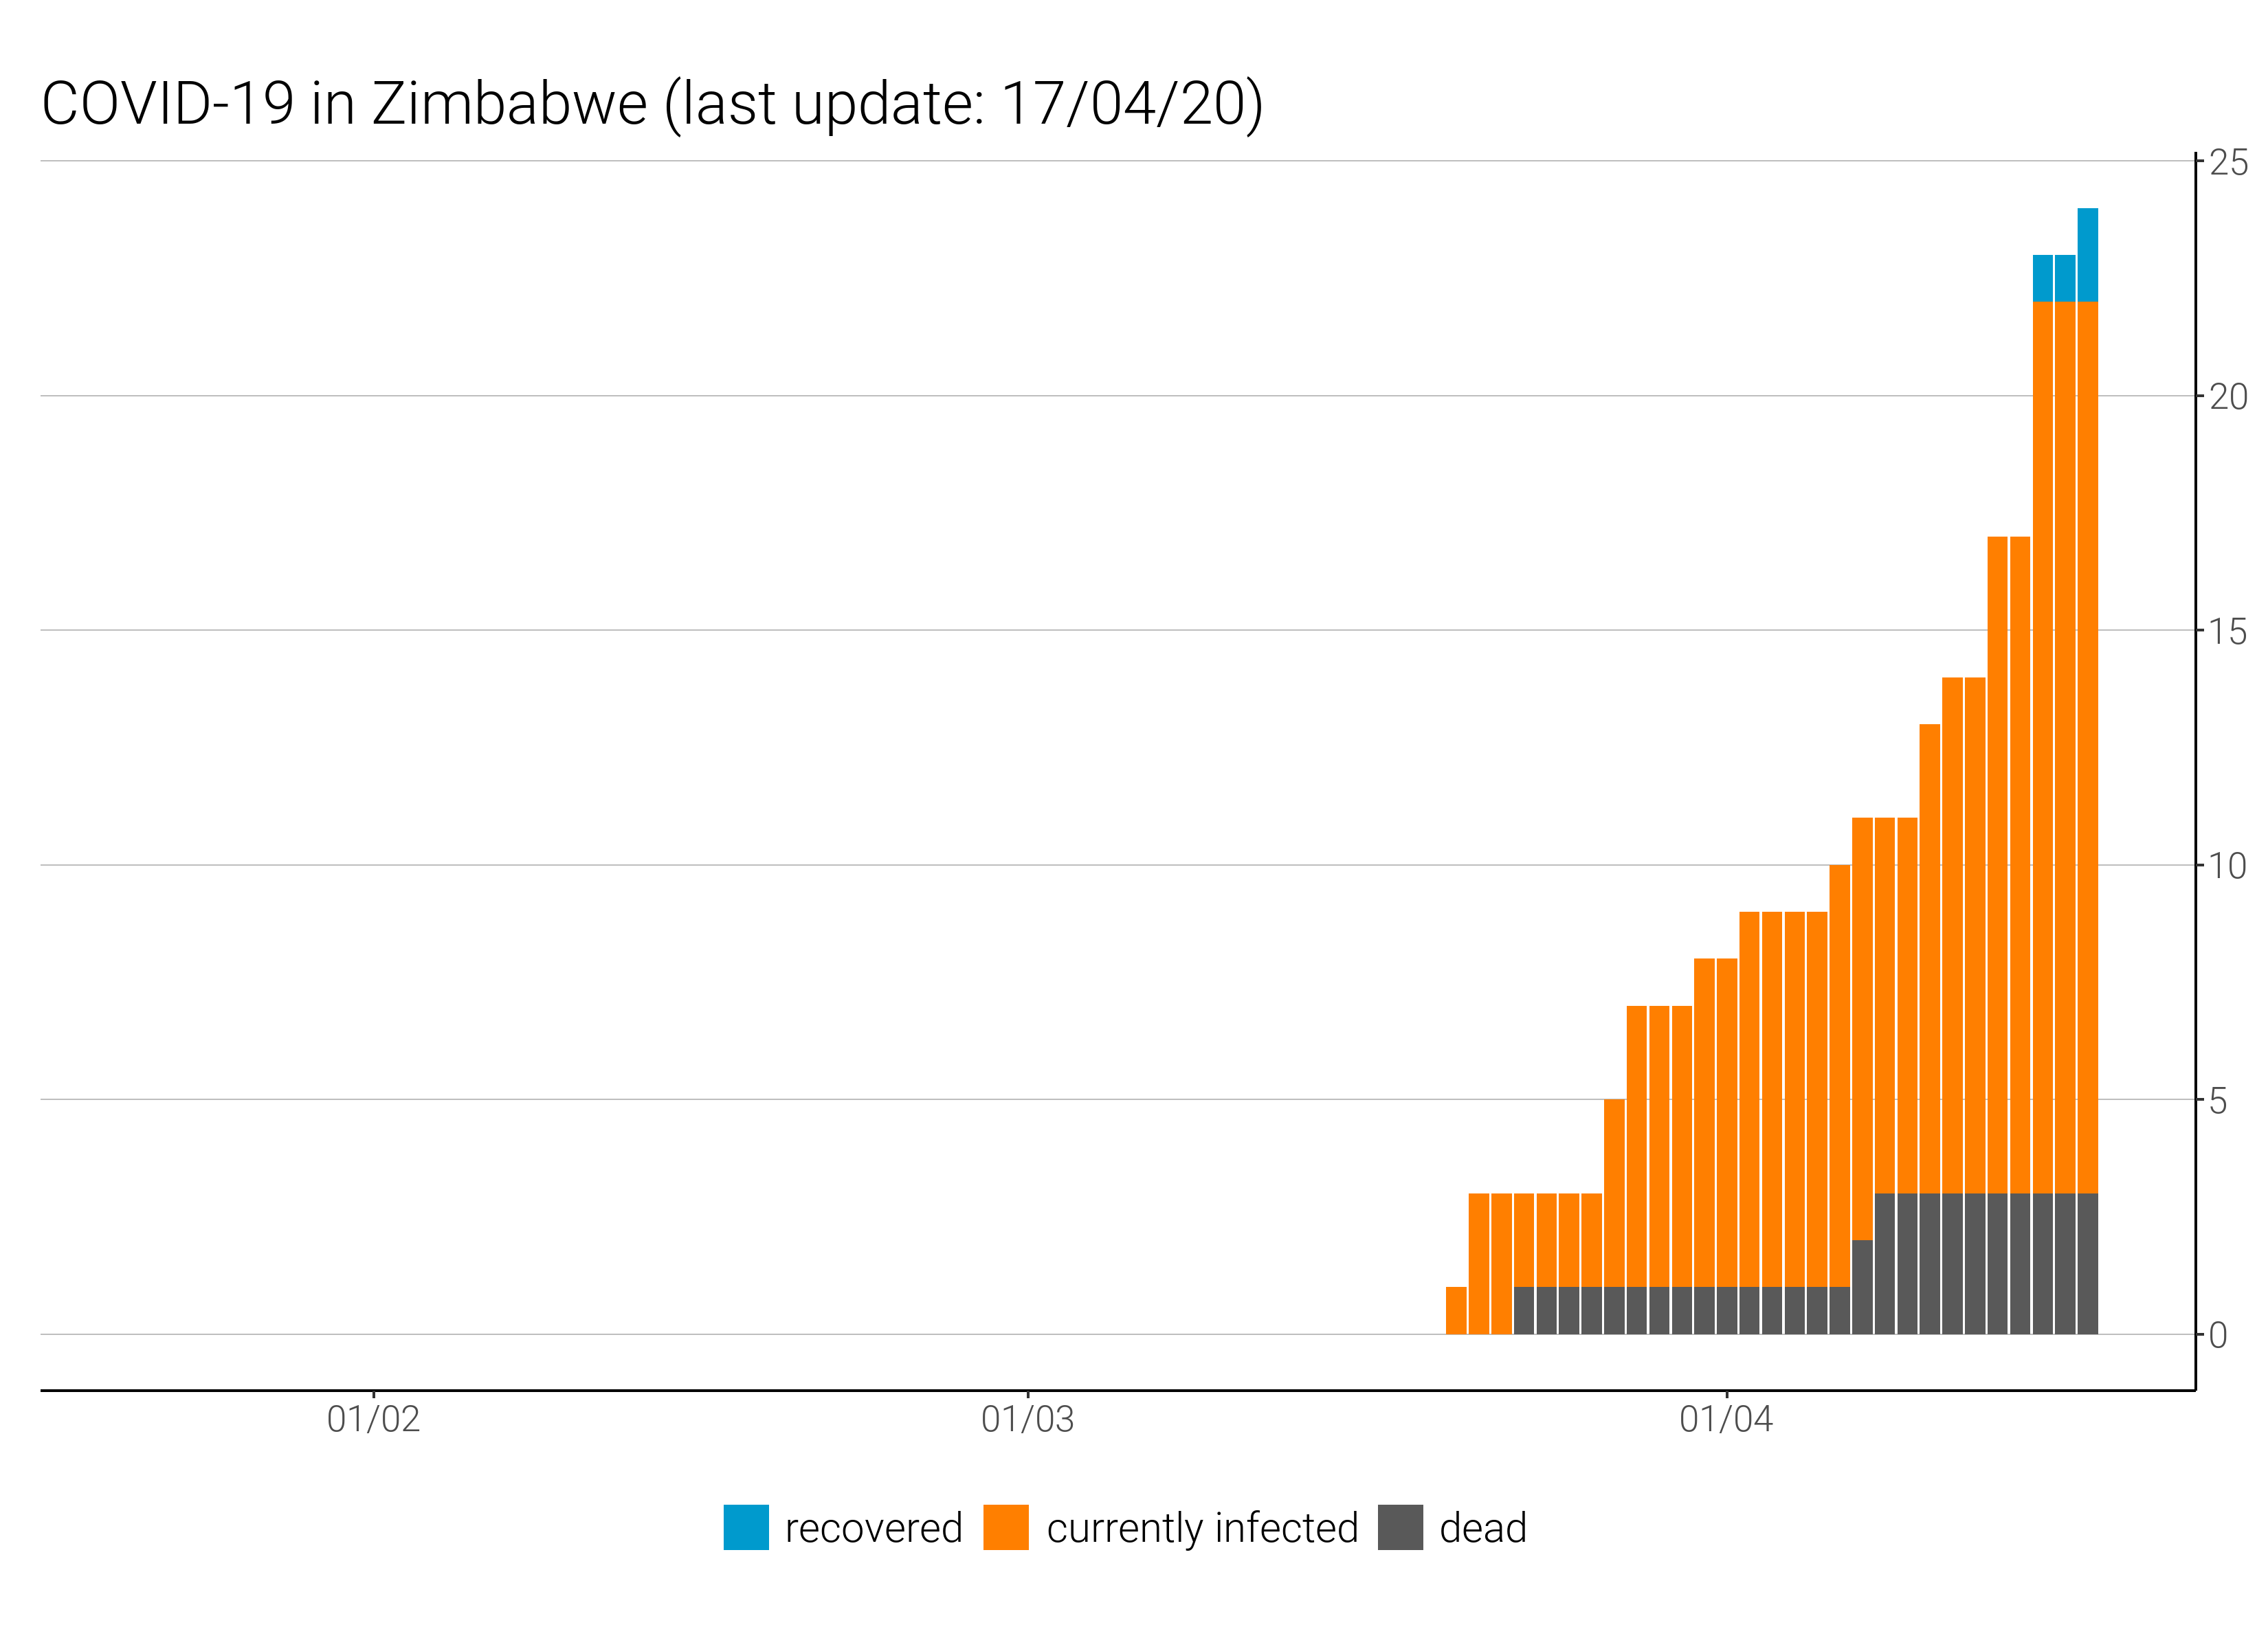 COVID-19 in Zimbabwe (last update: 17/04/20)
25
20
15
10
5
0
01/02 01/03 01/04
recovered currently infected dead